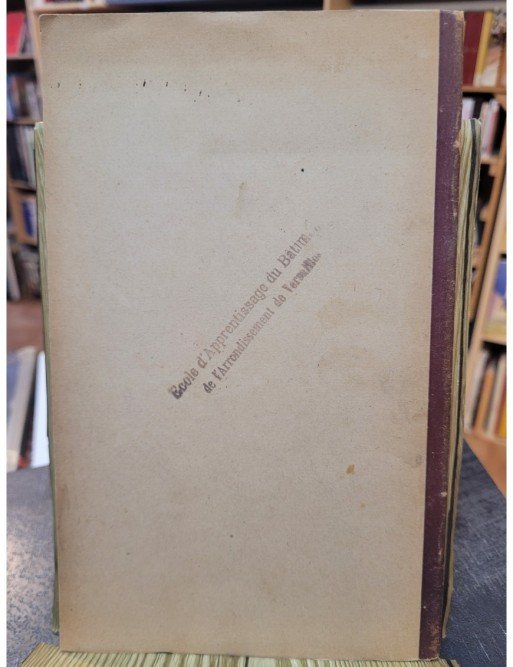 Ecole d'Apprentissage du Bâtim
de l'Arrondissement de Versailles